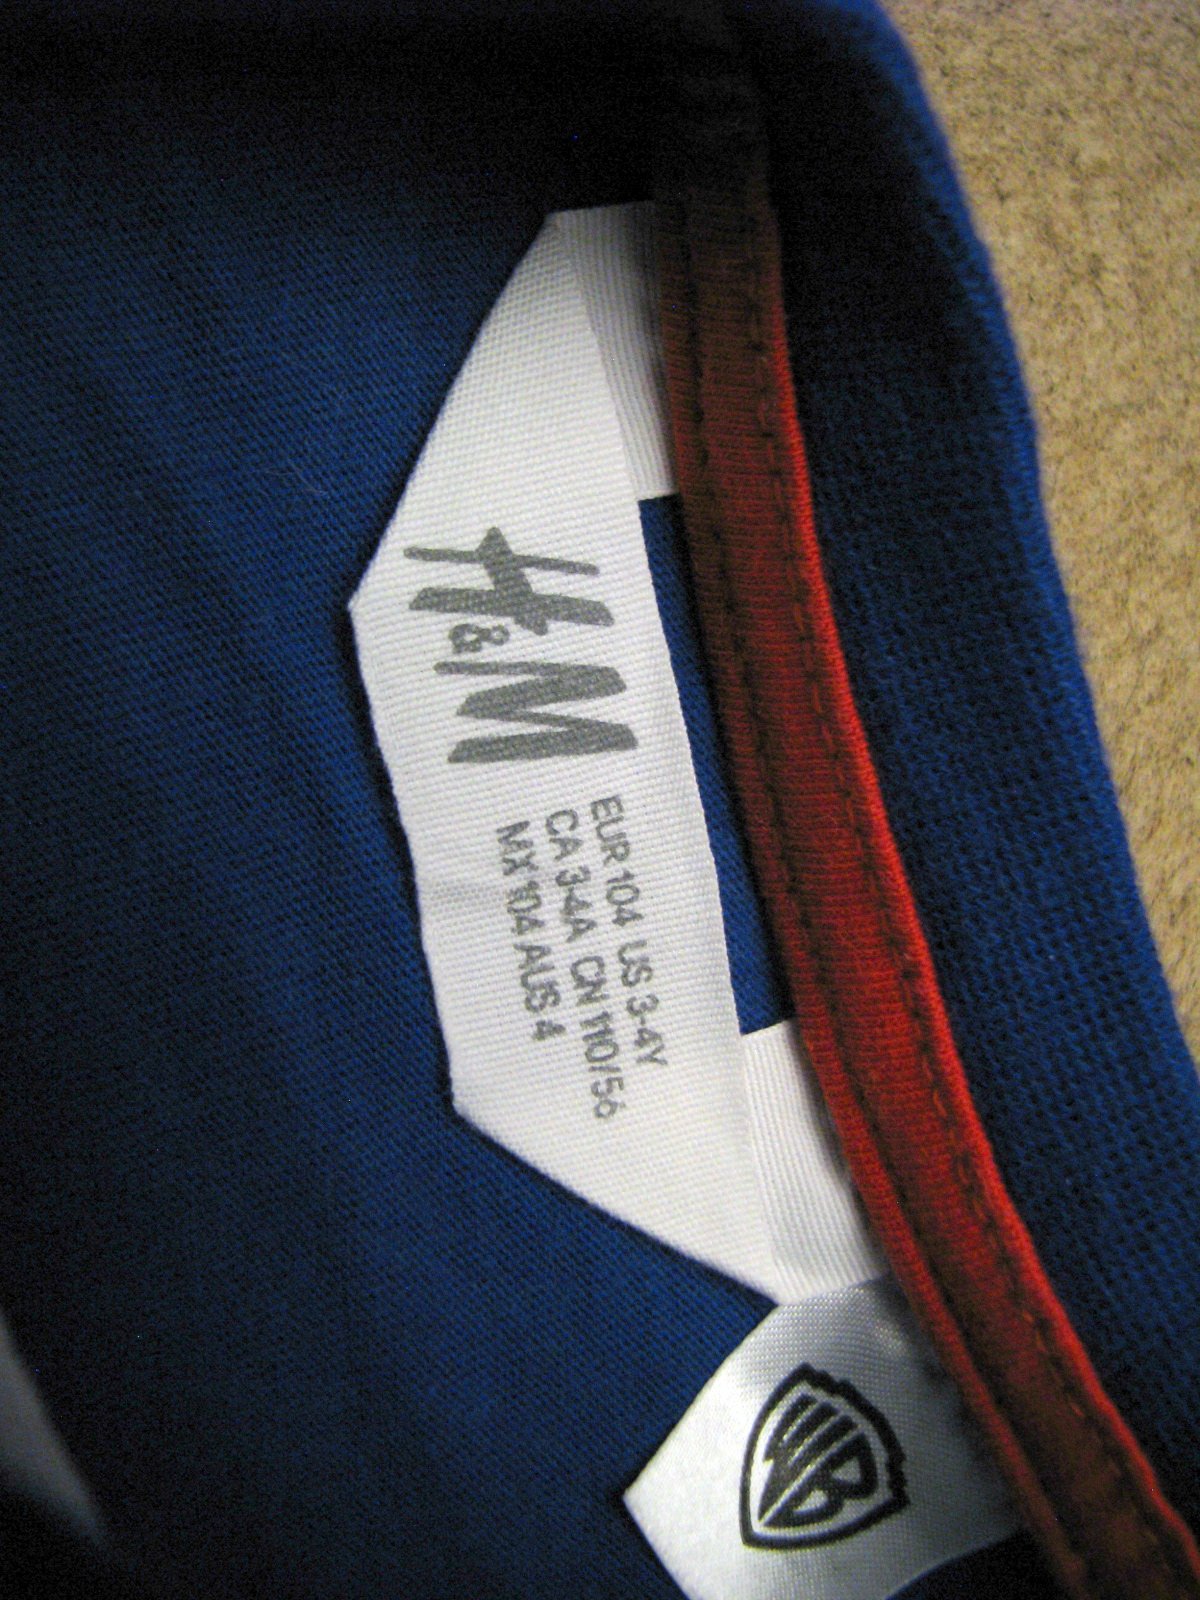 H&M
EUR 104 US 3-4Y
CA 3-4A CN 110/56
MX 104 AUS 4
WB